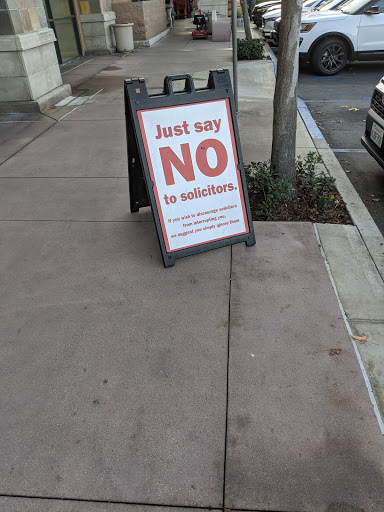 Just say
NO
to solicitors.
If you wish to discourage solicitors
from interrupting you,
we suggest you simply ignore them.